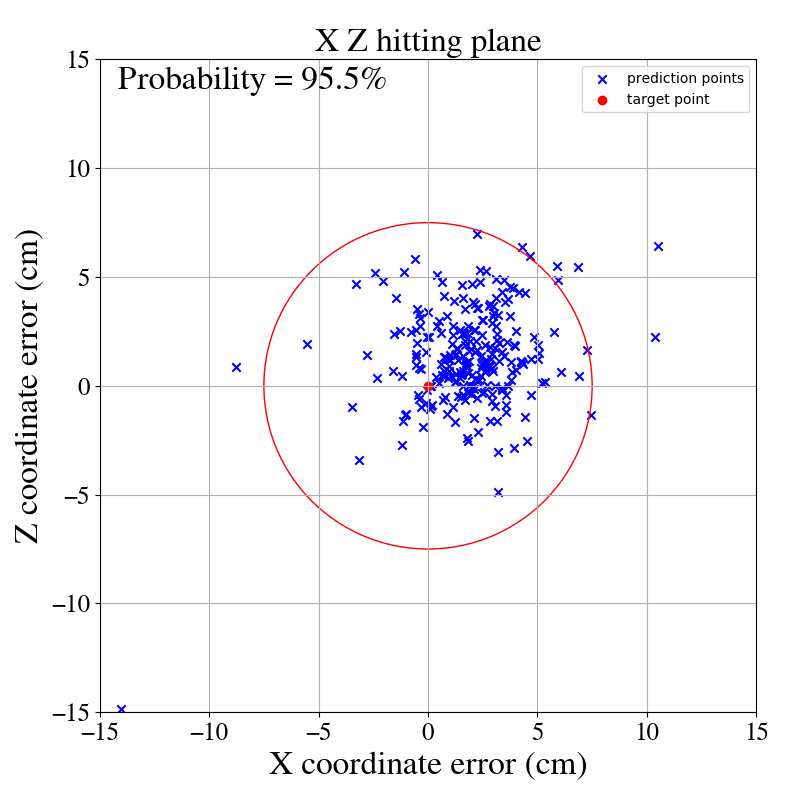 X Z hitting plane
Probability = 95.5%
prediction points
target point
15
10
5
0
−5
−10
−15
Z coordinate error (cm)
−15
−10
−5
0
5
10
15
X coordinate error (cm)